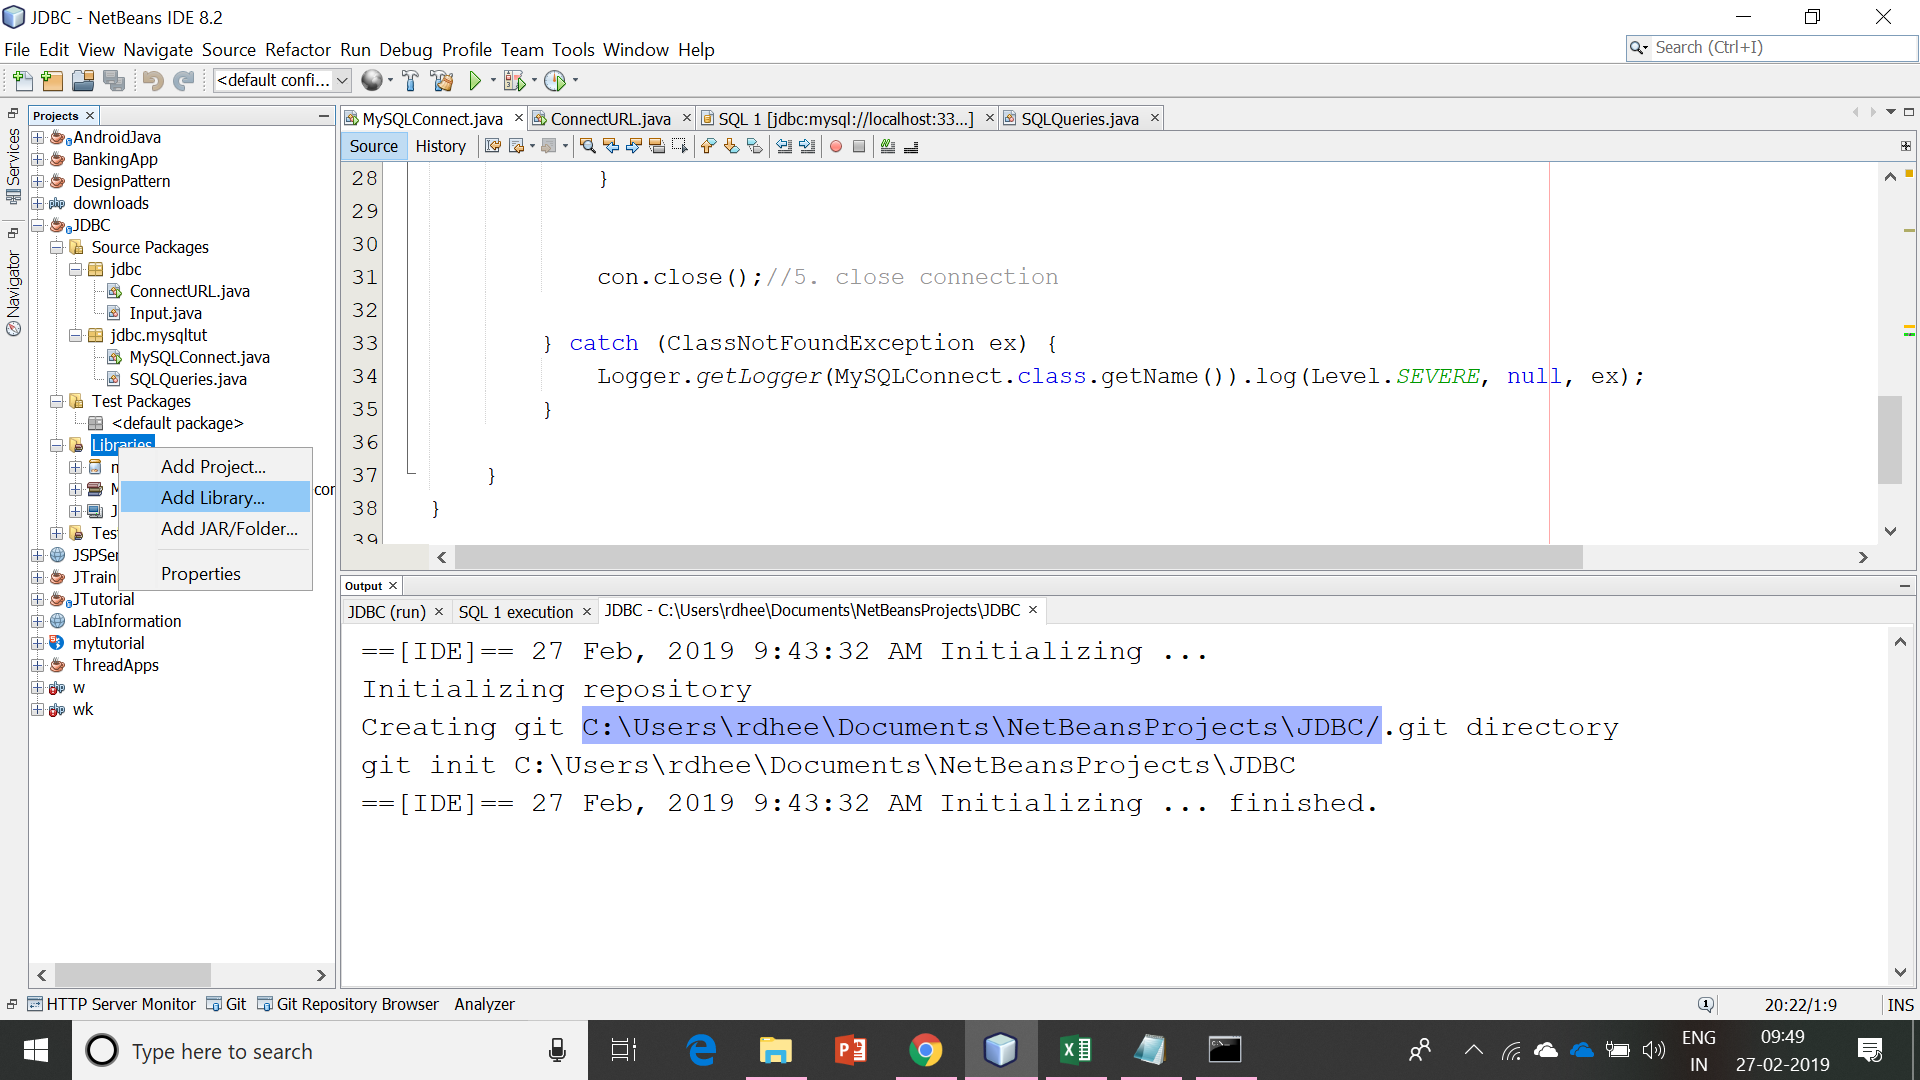 JDBC - NetBeans IDE 8.2
File Edit View Navigate Source Refactor Run Debug Profile Team Tools Window Help
Search (Ctrl+I)
<default confi...
Services
Navigator
Projects
AndroidJava
BankingApp
DesignPattern
downloads
JDBC
Source Packages
jdbc
ConnectURL.java
Input.java
jdbc.mysqltut
MySQLConnect.java
SQLQueries.java
Test Packages
<default package>
Libraries
con
JSPSer
JTrain
JTutorial
LabInformation
mytutorial
ThreadApps
w
wk
Add Project...
Add Library...
Add JAR/Folder...
Properties
MySQLConnect.java ConnectURL.java SQL 1 [jdbc:mysql://localhost:33...] SQLQueries.java
Source History
28 }
29
30
31 con.close();//5. close connection
32
33 } catch (ClassNotFoundException ex) {
34 Logger.getLogger(MySQLConnect.class.getName()).log(Level.SEVERE, null, ex);
35 }
36
37 }
38 }
39
Output
JDBC (run) SQL 1 execution JDBC - C:\Users\rdhee\Documents\NetBeansProjects\JDBC
==[IDE]== 27 Feb, 2019 9:43:32 AM Initializing ...
Initializing repository
Creating git C:\Users\rdhee\Documents\NetBeansProjects\JDBC/.git directory
git init C:\Users\rdhee\Documents\NetBeansProjects\JDBC
==[IDE]== 27 Feb, 2019 9:43:32 AM Initializing ... finished.
HTTP Server Monitor Git Git Repository Browser Analyzer
20:22/1:9 INS
Type here to search
ENG
IN
09:49
27-02-2019